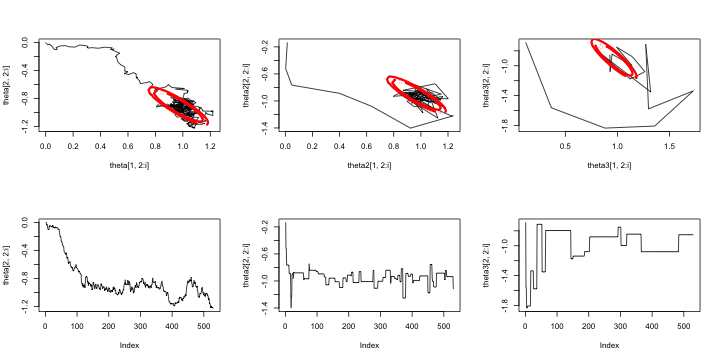 theta[2, 2:i]
0.0
-0.4
-0.8
-1.2
0.0 0.2 0.4 0.6 0.8 1.0 1.2
theta[1, 2:i]
theta2[2, 2:i]
-0.2
-0.6
-1.0
-1.4
0.0 0.2 0.4 0.6 0.8 1.0 1.2
theta2[1, 2:i]
theta3[2, 2:i]
-1.0
-1.4
-1.8
0.5 1.0 1.5
theta3[1, 2:i]
theta[2, 2:i]
0.0
-0.4
-0.8
-1.2
0 100 200 300 400 500
Index
theta2[2, 2:i]
-0.2
-0.6
-1.0
-1.4
0 100 200 300 400 500
Index
theta3[2, 2:i]
-1.0
-1.4
-1.8
0 100 200 300 400 500
Index